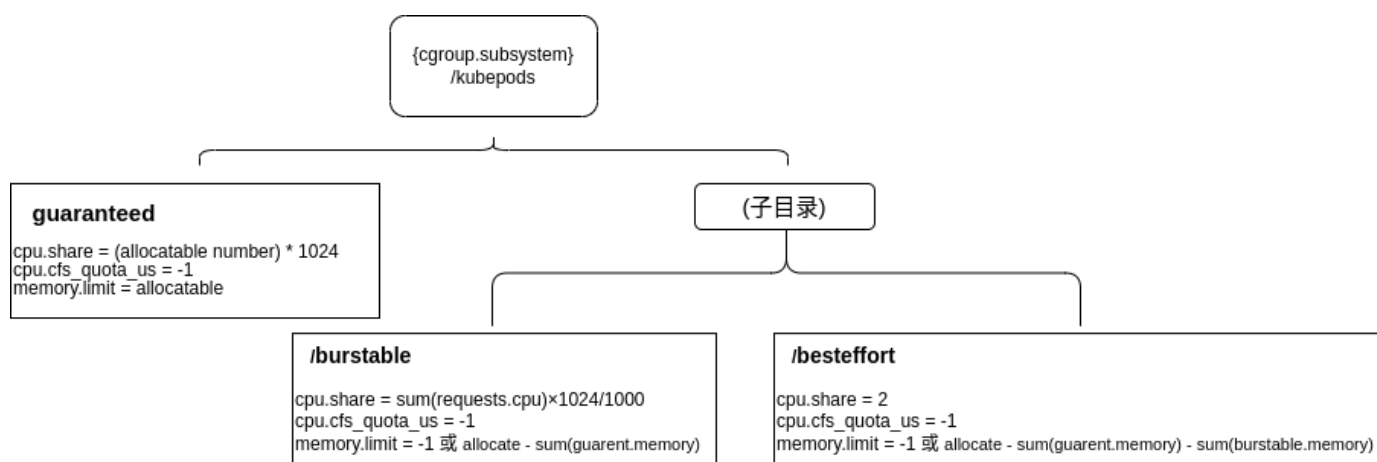 {cgroup.subsystem}
/kubepods
guaranteed
cpu.share = (allocatable number) * 1024
cpu.cfs_quota_us = -1
memory.limit = allocatable
(子目录)
/burstable
cpu.share = sum(requests.cpu)×1024/1000
cpu.cfs_quota_us = -1
memory.limit = -1 或 allocate - sum(guarent.memory)
/besteffort
cpu.share = 2
cpu.cfs_quota_us = -1
memory.limit = -1 或 allocate - sum(guarent.memory) - sum(burstable.memory)